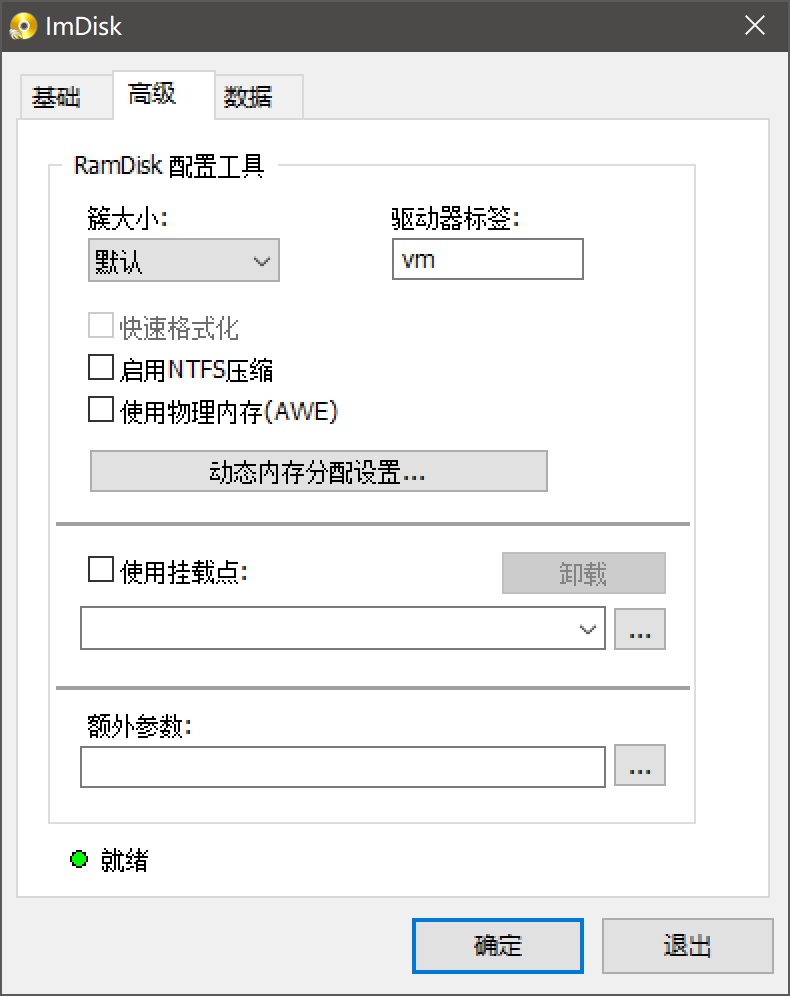 ImDisk
基础 高级 数据
RamDisk 配置工具
簇大小: 驱动器标签:
默认 vm
快速格式化
启用NTFS压缩
使用物理内存(AWE)
动态内存分配设置...
使用挂载点: 卸载
...
额外参数:
...
就绪
确定 退出